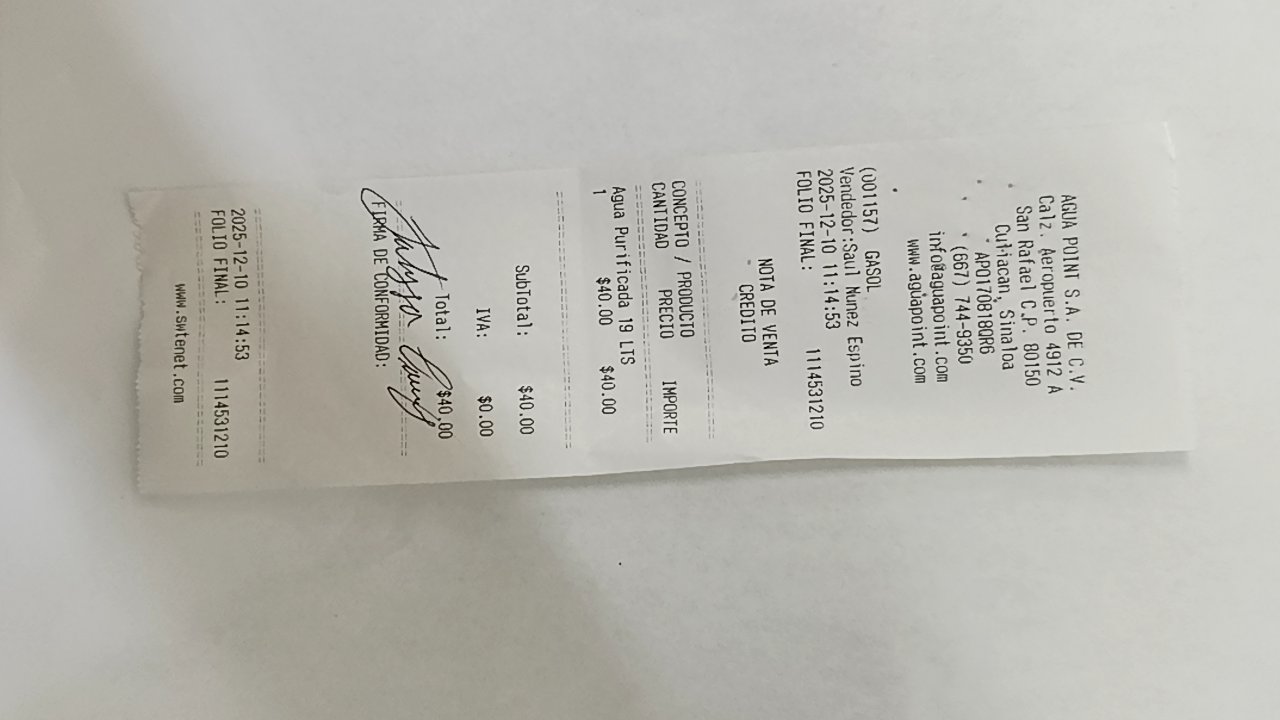 AGUA POINT S.A. DE C.V.
Calz. Aeropuerto 4912 A
San Rafael C.P. 80150
Culiacan, Sinaloa
APO170818QR6
(667) 744-9350
info@aguapoint.com
www.aguapoint.com
(001157) GASOL
Vendedor:Saul Nunez Espino
2025-12-10 11:14:53
FOLIO FINAL: 1114531210
NOTA DE VENTA
CREDITO
CONCEPTO / PRODUCTO
CANTIDAD PRECIO IMPORTE
Agua Purificada 19 LTS
1 $40.00 $40.00
SubTotal: $40.00
IVA: $0.00
Total: $40.00
FIRMA DE CONFORMIDAD:
2025-12-10 11:14:53
FOLIO FINAL: 1114531210
www.swtenet.com